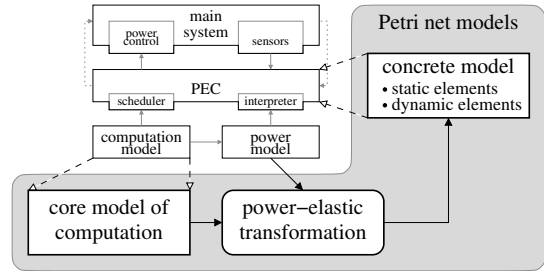 main
system
Petri net models
power
control
sensors
PEC
scheduler
interpreter
concrete model
• static elements
• dynamic elements
computation
model
power
model
core model of
computation
power−elastic
transformation